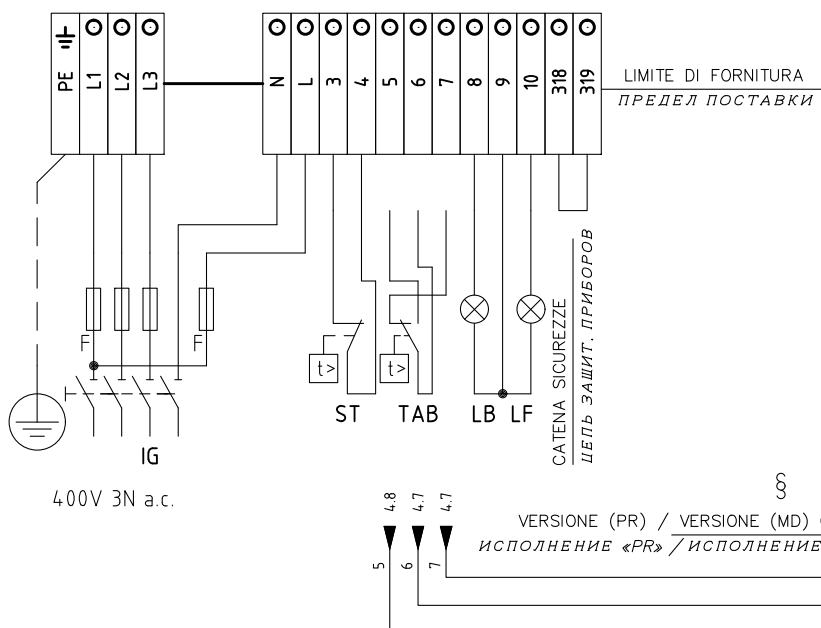 PE L1 L2 L3 N L 3 4 5 6 7 8 9 10 318 319
LIMITE DI FORNITURA
ПРЕДЕЛ ПОСТАВКИ
F F
t> t>
ST TAB LB LF
CATENA SICUREZZE
ЦЕПЬ ЗАЩИТ. ПРИБОРОВ
IG
400V 3N a.c.
§
4.8 4.7 4.7
5 6 7
VERSIONE (PR) / VERSIONE (MD)
ИСПОЛНЕНИЕ «PR» / ИСПОЛНЕНИЕ